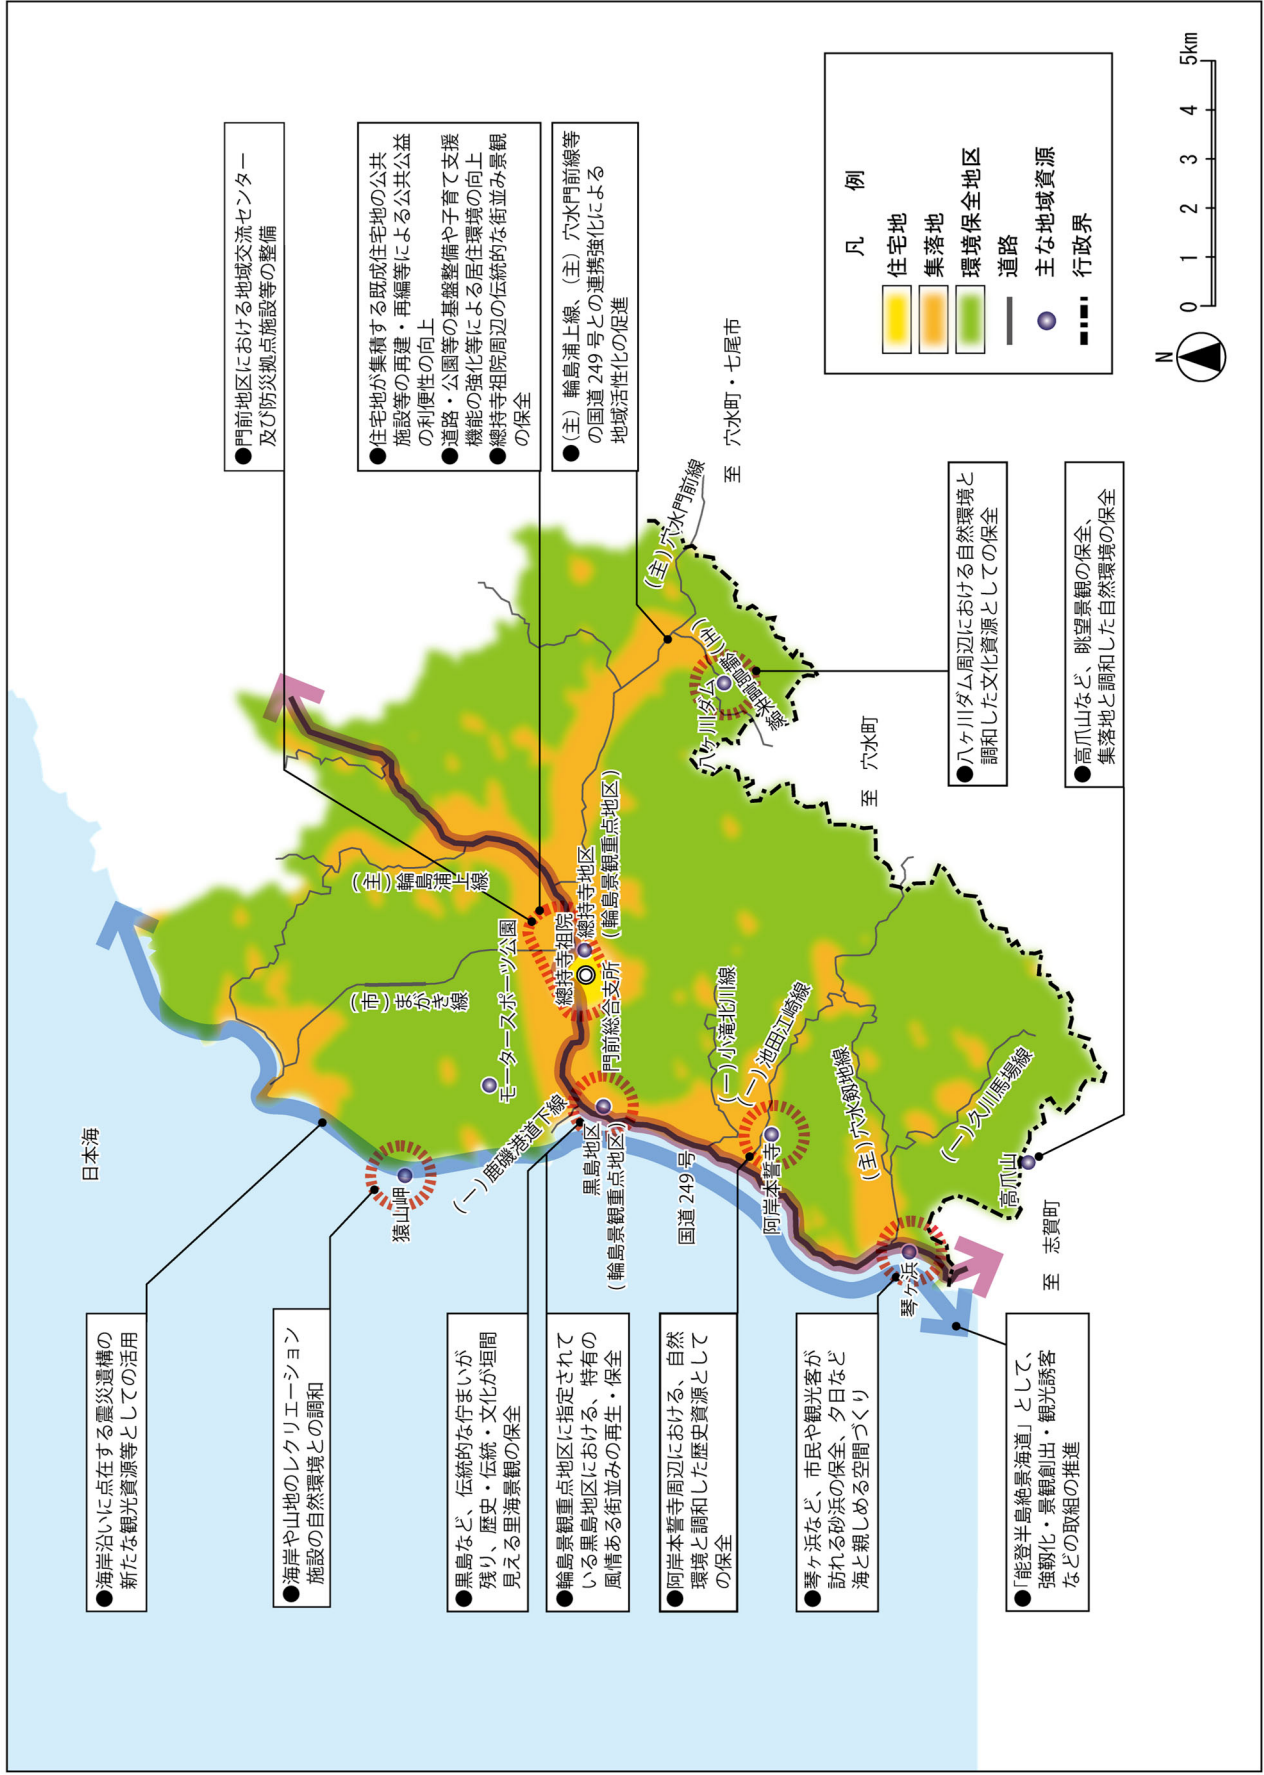 ●海岸沿いに点在する震災遺構の
新たな観光資源等としての活用
●海岸や山地のレクリエーション
施設の自然環境との調和
●黒島など、伝統的な佇まいが
残り、歴史・伝統・文化が垣間
見える里海景観の保全
●輪島景観重点地区に指定されて
いる黒島地区における、特有の
風情ある街並みの再生・保全
●阿岸本誓寺周辺における、自然
環境と調和した歴史資源として
の保全
●琴ヶ浜など、市民や観光客が
訪れる砂浜の保全、夕日など
海と親しめる空間づくり
●「能登半島絶景海道」として、
強靱化・景観創出・観光誘客
などの取組の推進
日本海
猿山岬
(一)鹿磯港道下線
黒島地区
(輪島景観重点地区)
国道 249 号
阿岸本誓寺
琴ヶ浜
至 志賀町
高爪山
(一)久川馬場線
(主)穴水剱地線
(一)池田江崎線
(一)小滝北川線
モータースポーツ公園
(市)まがき線
(主)輪島浦上線
總持寺祖院
門前総合支所
總持寺地区
(輪島景観重点地区)
八ヶ川ダム
(主)輪島富来線
(主)穴水門前線
至 穴水町
至 穴水町・七尾市
●門前地区における地域交流センター
及び防災拠点施設等の整備
●住宅地が集積する既成住宅地の公共
施設等の再建・再編等による公共公益
の利便性の向上
●道路・公園等の基盤整備や子育て支援
機能の強化等による居住環境の向上
●總持寺祖院周辺の伝統的な街並み景観
の保全
●(主)輪島浦上線、(主)穴水門前線等
の国道 249 号との連携強化による
地域活性化の促進
●八ヶ川ダム周辺における自然環境と
調和した文化資源としての保全
●高爪山など、眺望景観の保全、
集落地と調和した自然環境の保全
凡 例
住宅地
集落地
環境保全地区
道路
主な地域資源
行政界
N
0 1 2 3 4 5km